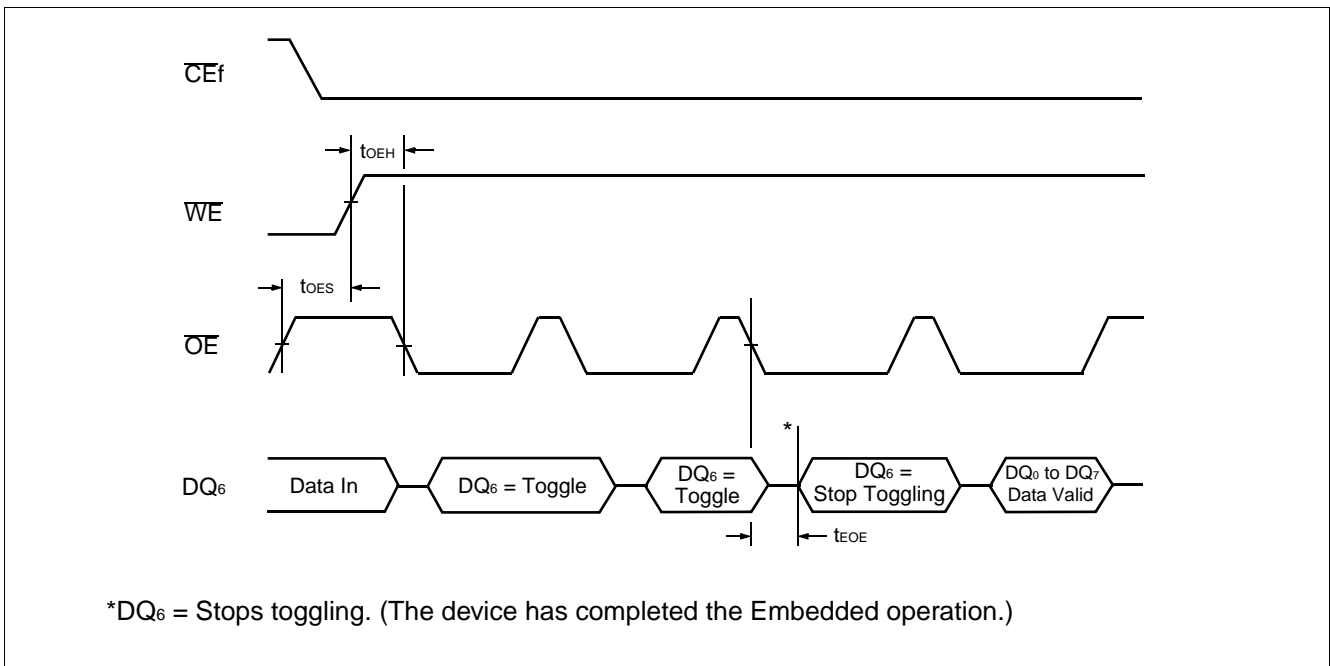 CEf
tOEH
WE
tOES
OE
*
DQ6
Data In
DQ6 = Toggle
DQ6 =
Toggle
DQ6 =
Stop Toggling
DQ0 to DQ7
Data Valid
tEOE
*DQ6 = Stops toggling. (The device has completed the Embedded operation.)